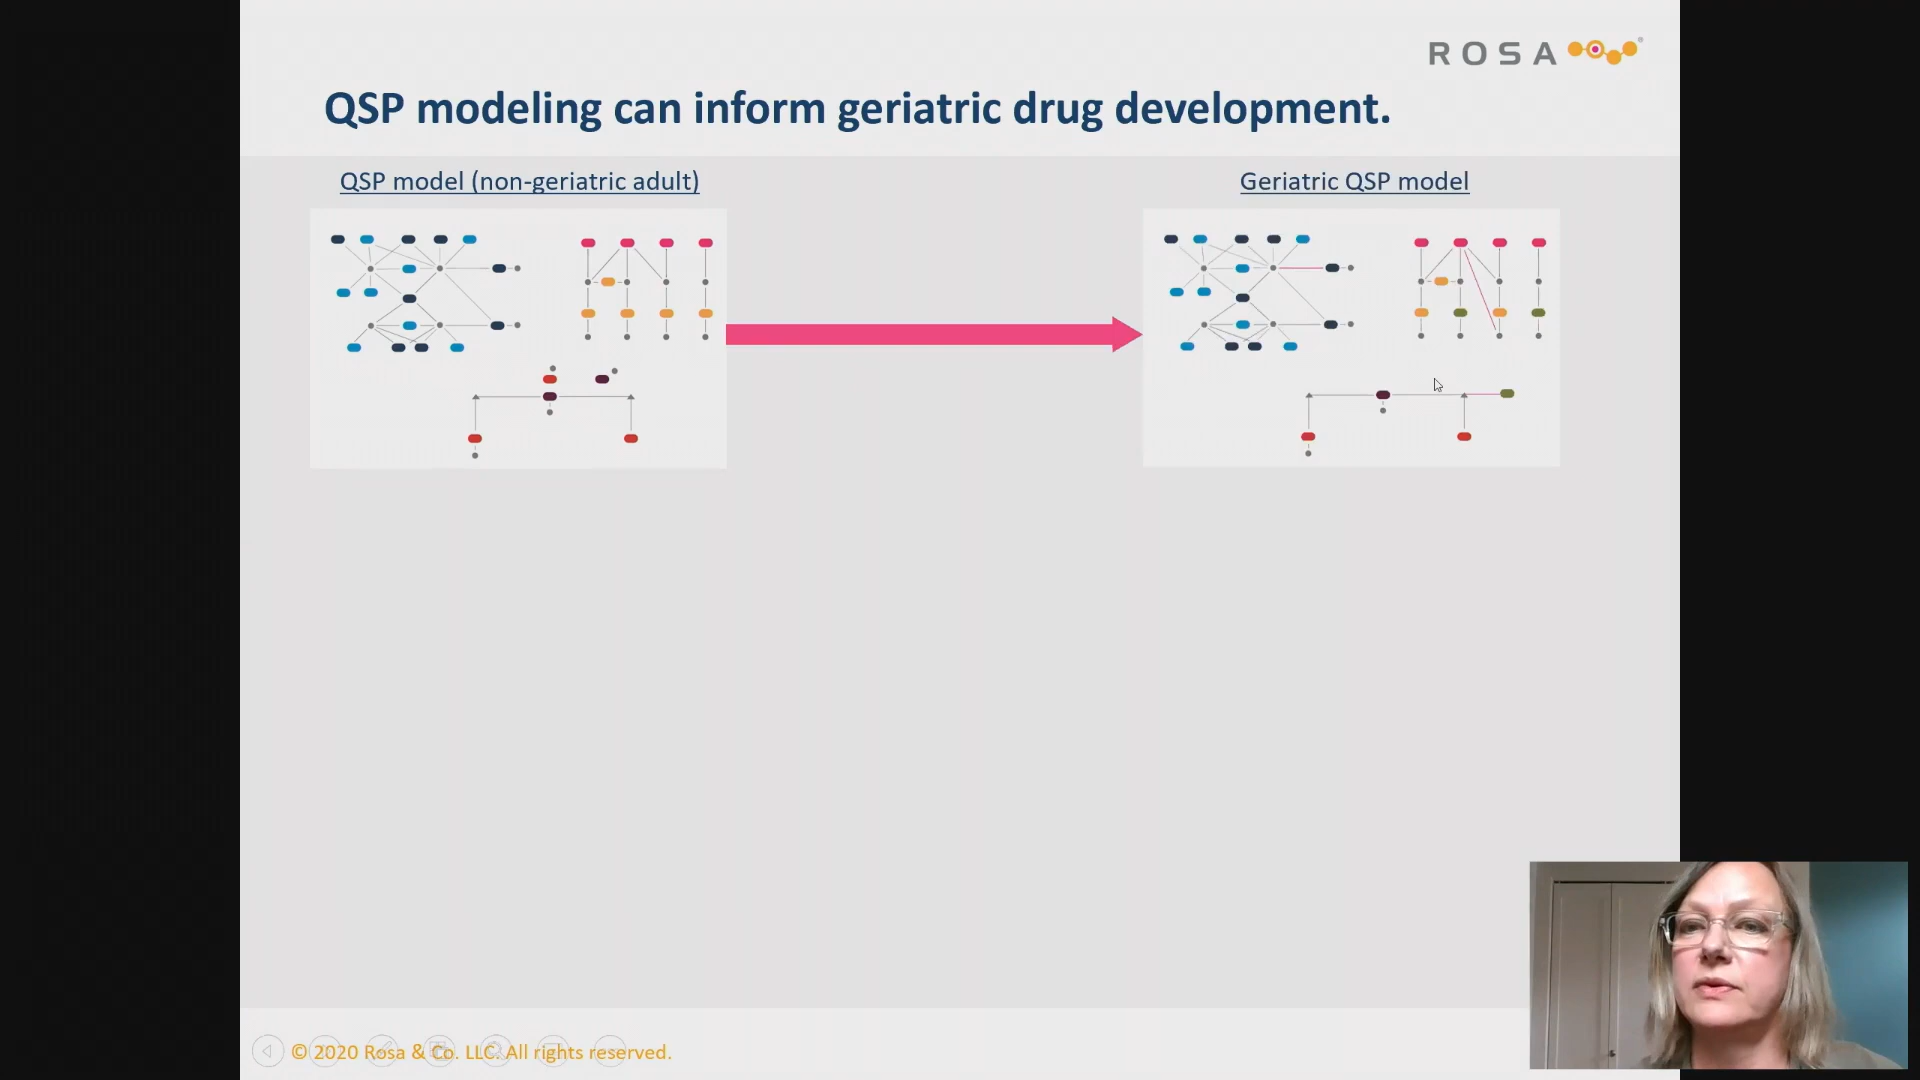 ROSA
QSP modeling can inform geriatric drug development.
QSP model (non-geriatric adult)
Geriatric QSP model
© 2020 Rosa & Co. LLC. All rights reserved.